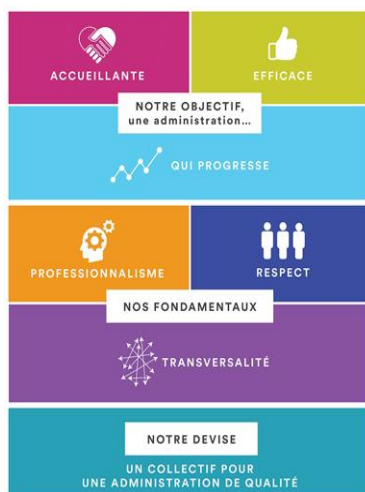 ACCUEILLANTE
EFFICACE
NOTRE OBJECTIF,
une administration...
QUI PROGRESSE
PROFESSIONNALISME
RESPECT
NOS FONDAMENTAUX
TRANSVERSALITÉ
NOTRE DEVISE
UN COLLECTIF POUR
UNE ADMINISTRATION DE QUALITÉ